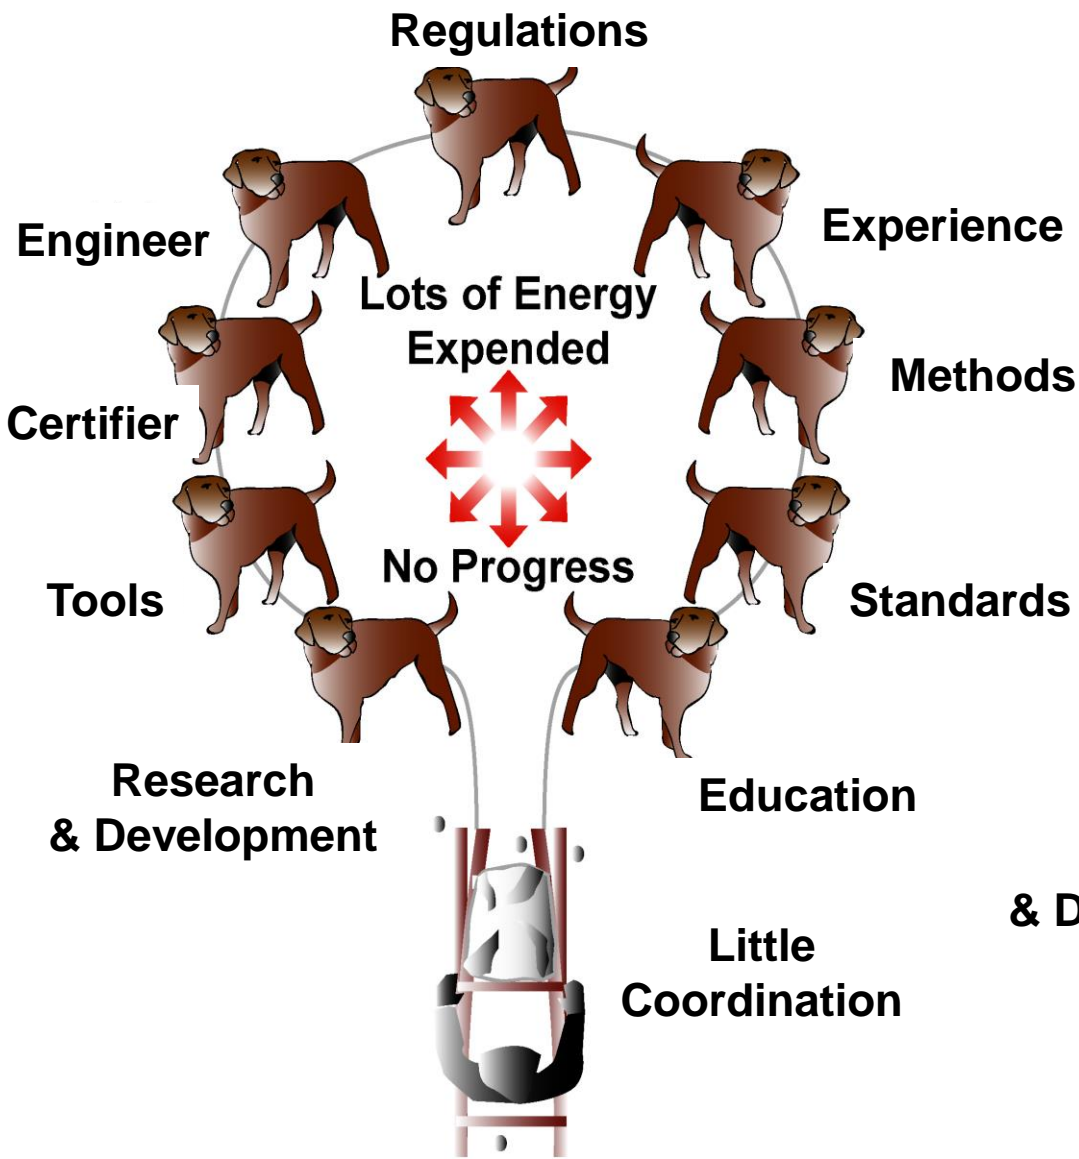 Regulations
Engineer
Experience
Lots of Energy
Expended
Methods
Certifier
No Progress
Tools
Standards
Research
& Development
Education
& D
Little
Coordination